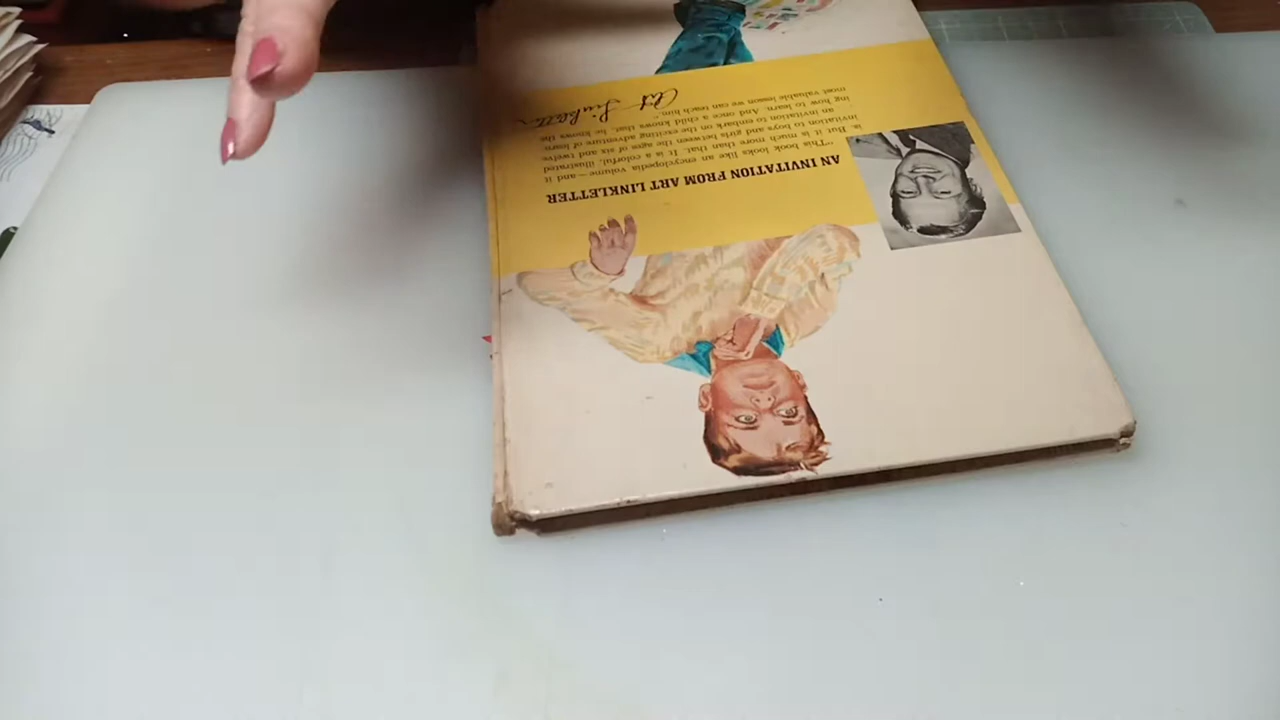 AN INVITATION FROM ART LINKLETTER
"This book looks like an encyclopedia volume—and it
is. But it is much more than that. It is a colorful, illustrated
invitation to boys and girls between the ages of six and twelve,
an invitation to embark on the exciting adventure of learn-
ing how to learn. And once a child knows that, he knows the
most valuable lesson we can teach him."
Art Linkletter